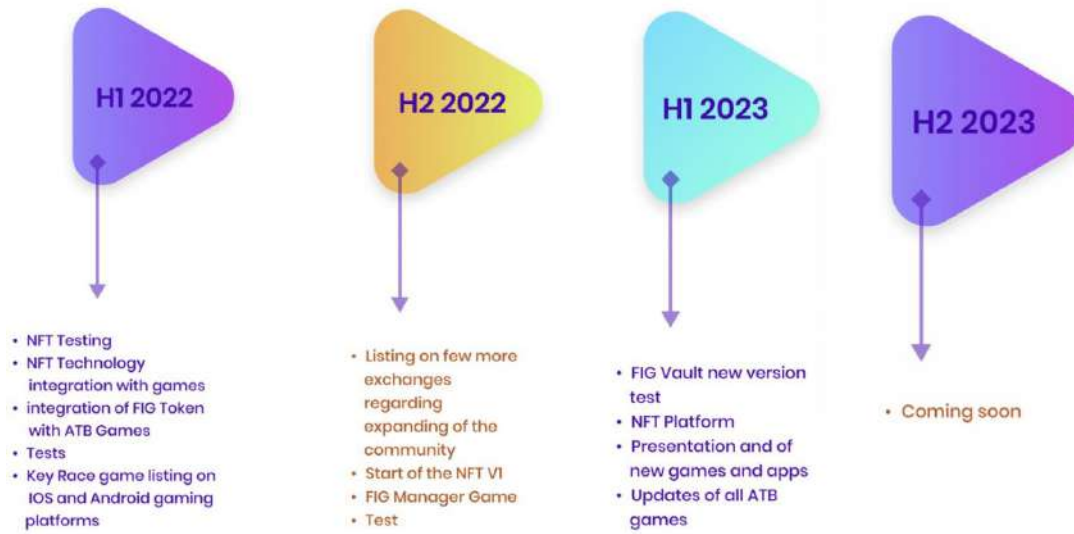 H1 2022
H2 2022
H1 2023
H2 2023
• NFT Testing
• NFT Technology
integration with games
• integration of FIG Token
with ATB Games
• Tests
• Key Race game listing on
IOS and Android gaming
platforms
• Listing on few more
exchanges
regarding
expanding of the
community
• Start of the NFT V1
• FIG Manager Game
• Test
• FIG Vault new version
test
• NFT Platform
• Presentation and of
new games and apps
• Updates of all ATB
games
• Coming soon